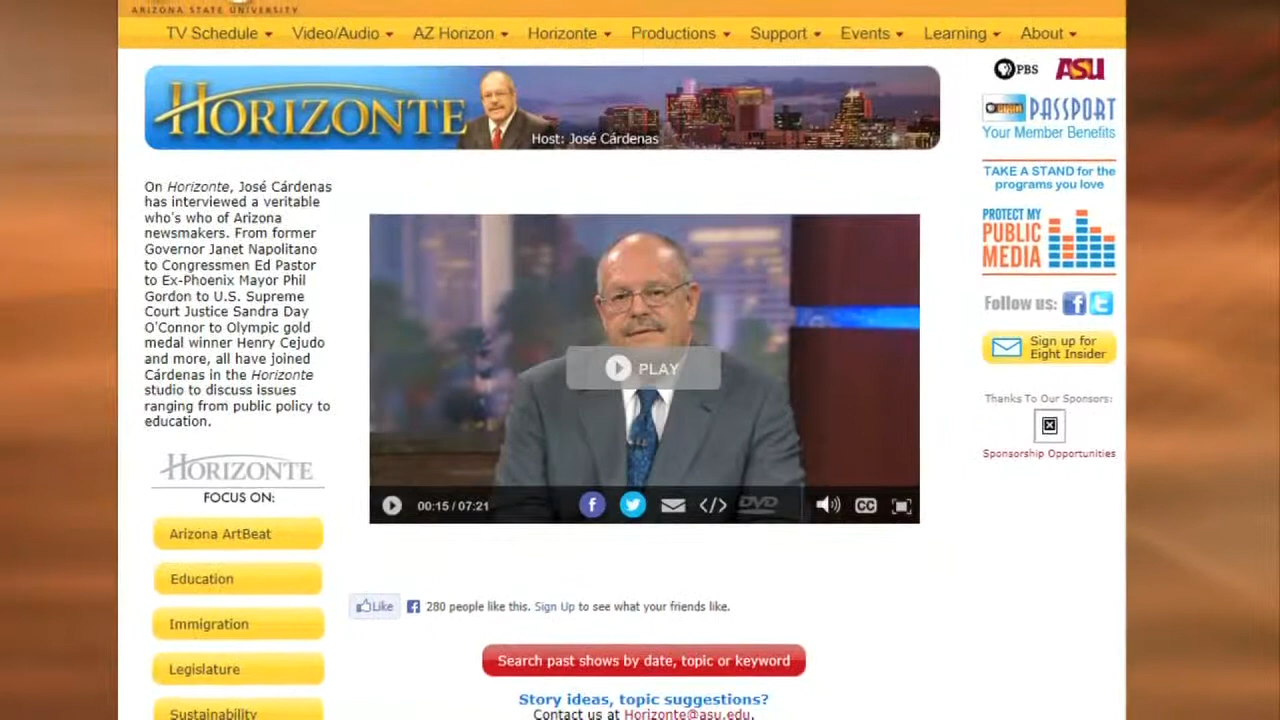 ARIZONA STATE UNIVERSITY
TV Schedule Video/Audio AZ Horizon Horizonte Productions Support Events Learning About
HORIZONTE
Host: José Cárdenas
PBS ASU
PASSPORT
Your Member Benefits
TAKE A STAND for the
programs you love
PROTECT MY
PUBLIC
MEDIA
Follow us:
Sign up for
Eight Insider
Thanks To Our Sponsors:
Sponsorship Opportunities
On Horizonte, José Cárdenas
has interviewed a veritable
who's who of Arizona
newsmakers. From former
Governor Janet Napolitano
to Congressmen Ed Pastor
to Ex-Phoenix Mayor Phil
Gordon to U.S. Supreme
Court Justice Sandra Day
O'Connor to Olympic gold
medal winner Henry Cejudo
and more, all have joined
Cárdenas in the Horizonte
studio to discuss issues
ranging from public policy to
education.
HORIZONTE
FOCUS ON:
Arizona ArtBeat
Education
Immigration
Legislature
Sustainability
PLAY
00:15 / 07:21
DVD
CC
Like
280 people like this. Sign Up to see what your friends like.
Search past shows by date, topic or keyword
Story ideas, topic suggestions?
Contact us at Horizonte@asu.edu.